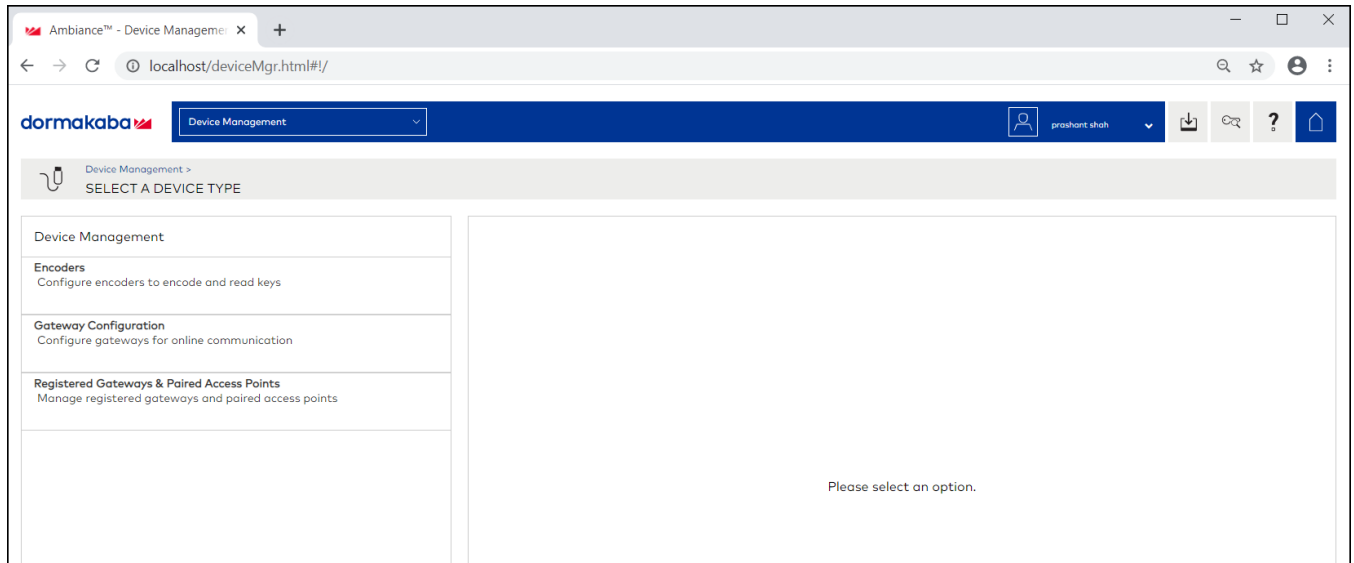 Ambiance™ - Device Managemen
localhost/deviceMgr.html#!/
dormakaba
Device Management
prashant shah
?
Device Management >
SELECT A DEVICE TYPE
Device Management
Encoders
Configure encoders to encode and read keys
Gateway Configuration
Configure gateways for online communication
Registered Gateways & Paired Access Points
Manage registered gateways and paired access points
Please select an option.